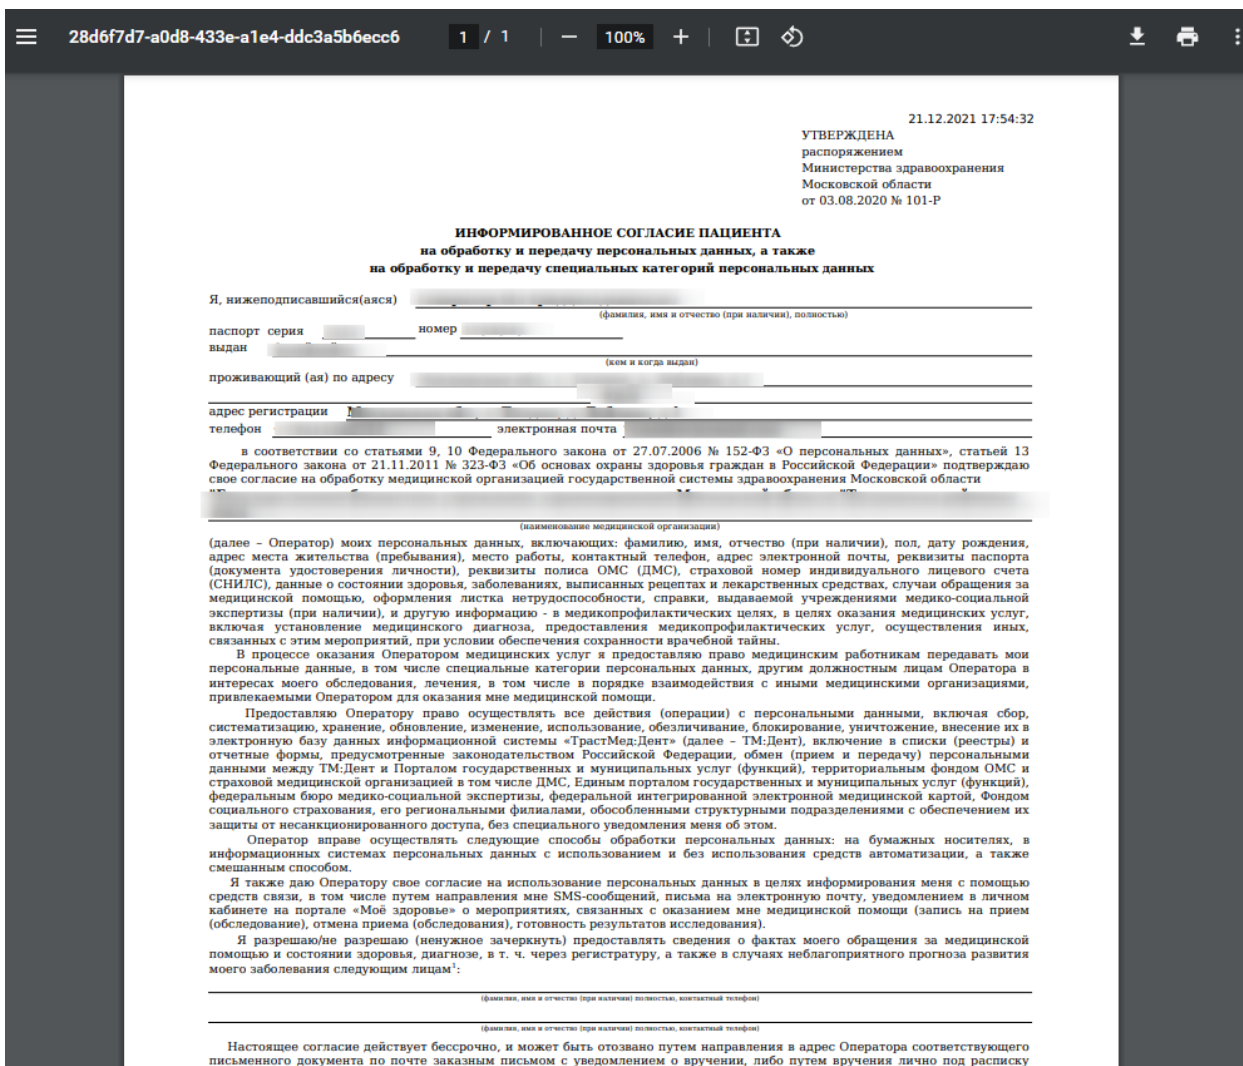 28d6f7d7-a0d8-433e-a1e4-ddc3a5b6ecc6 1 / 1 100%
21.12.2021 17:54:32
УТВЕРЖДЕНА
распоряжением
Министерства здравоохранения
Московской области
от 03.08.2020 № 101-Р
ИНФОРМИРОВАННОЕ СОГЛАСИЕ ПАЦИЕНТА
на обработку и передачу персональных данных, а также
на обработку и передачу специальных категорий персональных данных
Я, нижеподписавшийся(аяся)
(фамилия, имя и отчество (при наличии), полностью)
паспорт серия номер
выдан
(кем и когда выдан)
проживающий (ая) по адресу
адрес регистрации
телефон электронная почта
в соответствии со статьями 9, 10 Федерального закона от 27.07.2006 № 152-ФЗ «О персональных данных», статьей 13
Федерального закона от 21.11.2011 № 323-ФЗ «Об основах охраны здоровья граждан в Российской Федерации» подтверждаю
свое согласие на обработку медицинской организацией государственной системы здравоохранения Московской области
(наименование медицинской организации)
(далее – Оператор) моих персональных данных, включающих: фамилию, имя, отчество (при наличии), пол, дату рождения,
адрес места жительства (пребывания), место работы, контактный телефон, адрес электронной почты, реквизиты паспорта
(документа удостоверения личности), реквизиты полиса ОМС (ДМС), страховой номер индивидуального лицевого счета
(СНИЛС), данные о состоянии здоровья, заболеваниях, выписанных рецептах и лекарственных средствах, случаи обращения за
медицинской помощью, оформления листка нетрудоспособности, справки, выдаваемой учреждениями медико-социальной
экспертизы (при наличии), и другую информацию - в медикопрофилактических целях, в целях оказания медицинских услуг,
включая установление медицинского диагноза, предоставления медикопрофилактических услуг, осуществления иных,
связанных с этим мероприятий, при условии обеспечения сохранности врачебной тайны.
В процессе оказания Оператором медицинских услуг я предоставляю право медицинским работникам передавать мои
персональные данные, в том числе специальные категории персональных данных, другим должностным лицам Оператора в
интересах моего обследования, лечения, в том числе в порядке взаимодействия с иными медицинскими организациями,
привлекаемыми Оператором для оказания мне медицинской помощи.
Предоставляю Оператору право осуществлять все действия (операции) с персональными данными, включая сбор,
систематизацию, хранение, обновление, изменение, использование, обезличивание, блокирование, уничтожение, внесение их в
электронную базу данных информационной системы «ТрастМед:Дент» (далее – ТМ:Дент), включение в списки (реестры) и
отчетные формы, предусмотренные законодательством Российской Федерации, обмен (прием и передачу) персональными
данными между ТМ:Дент и Порталом государственных и муниципальных услуг (функций), территориальным фондом ОМС и
страховой медицинской организацией в том числе ДМС, Единым порталом государственных и муниципальных услуг (функций),
федеральным бюро медико-социальной экспертизы, федеральной интегрированной электронной медицинской картой, Фондом
социального страхования, его региональными филиалами, обособленными структурными подразделениями с обеспечением их
защиты от несанкционированного доступа, без специального уведомления меня об этом.
Оператор вправе осуществлять следующие способы обработки персональных данных: на бумажных носителях, в
информационных системах персональных данных с использованием и без использования средств автоматизации, а также
смешанным способом.
Я также даю Оператору свое согласие на использование персональных данных в целях информирования меня с помощью
средств связи, в том числе путем направления мне SMS-сообщений, письма на электронную почту, уведомлением в личном
кабинете на портале «Моё здоровье» о мероприятиях, связанных с оказанием мне медицинской помощи (запись на прием
(обследование), отмена приема (обследования), готовность результатов исследования).
Я разрешаю/не разрешаю (ненужное зачеркнуть) предоставлять сведения о фактах моего обращения за медицинской
помощью и состоянии здоровья, диагнозе, в т. ч. через регистратуру, а также в случаях неблагоприятного прогноза развития
моего заболевания следующим лицам¹:
(фамилия, имя и отчество (при наличии) полностью, контактный телефон)
(фамилия, имя и отчество (при наличии) полностью, контактный телефон)
Настоящее согласие действует бессрочно, и может быть отозвано путем направления в адрес Оператора соответствующего
письменного документа по почте заказным письмом с уведомлением о вручении, либо путем вручения лично под расписку